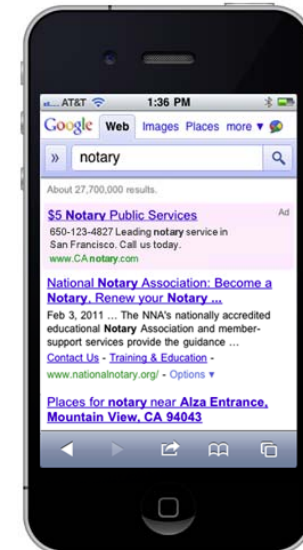 AT&T 1:36 PM
Google Web Images Places more ▼
» notary
About 27,700,000 results.
$5 Notary Public Services Ad
650-123-4827 Leading notary service in
San Francisco. Call us today.
www.CAnotary.com
National Notary Association: Become a
Notary, Renew your Notary ...
Feb 3, 2011 ... The NNA's nationally accredited
educational Notary Association and member-
support services provide the guidance ...
Contact Us - Training & Education -
www.nationalnotary.org/ - Options ▼
Places for notary near Alza Entrance,
Mountain View, CA 94043